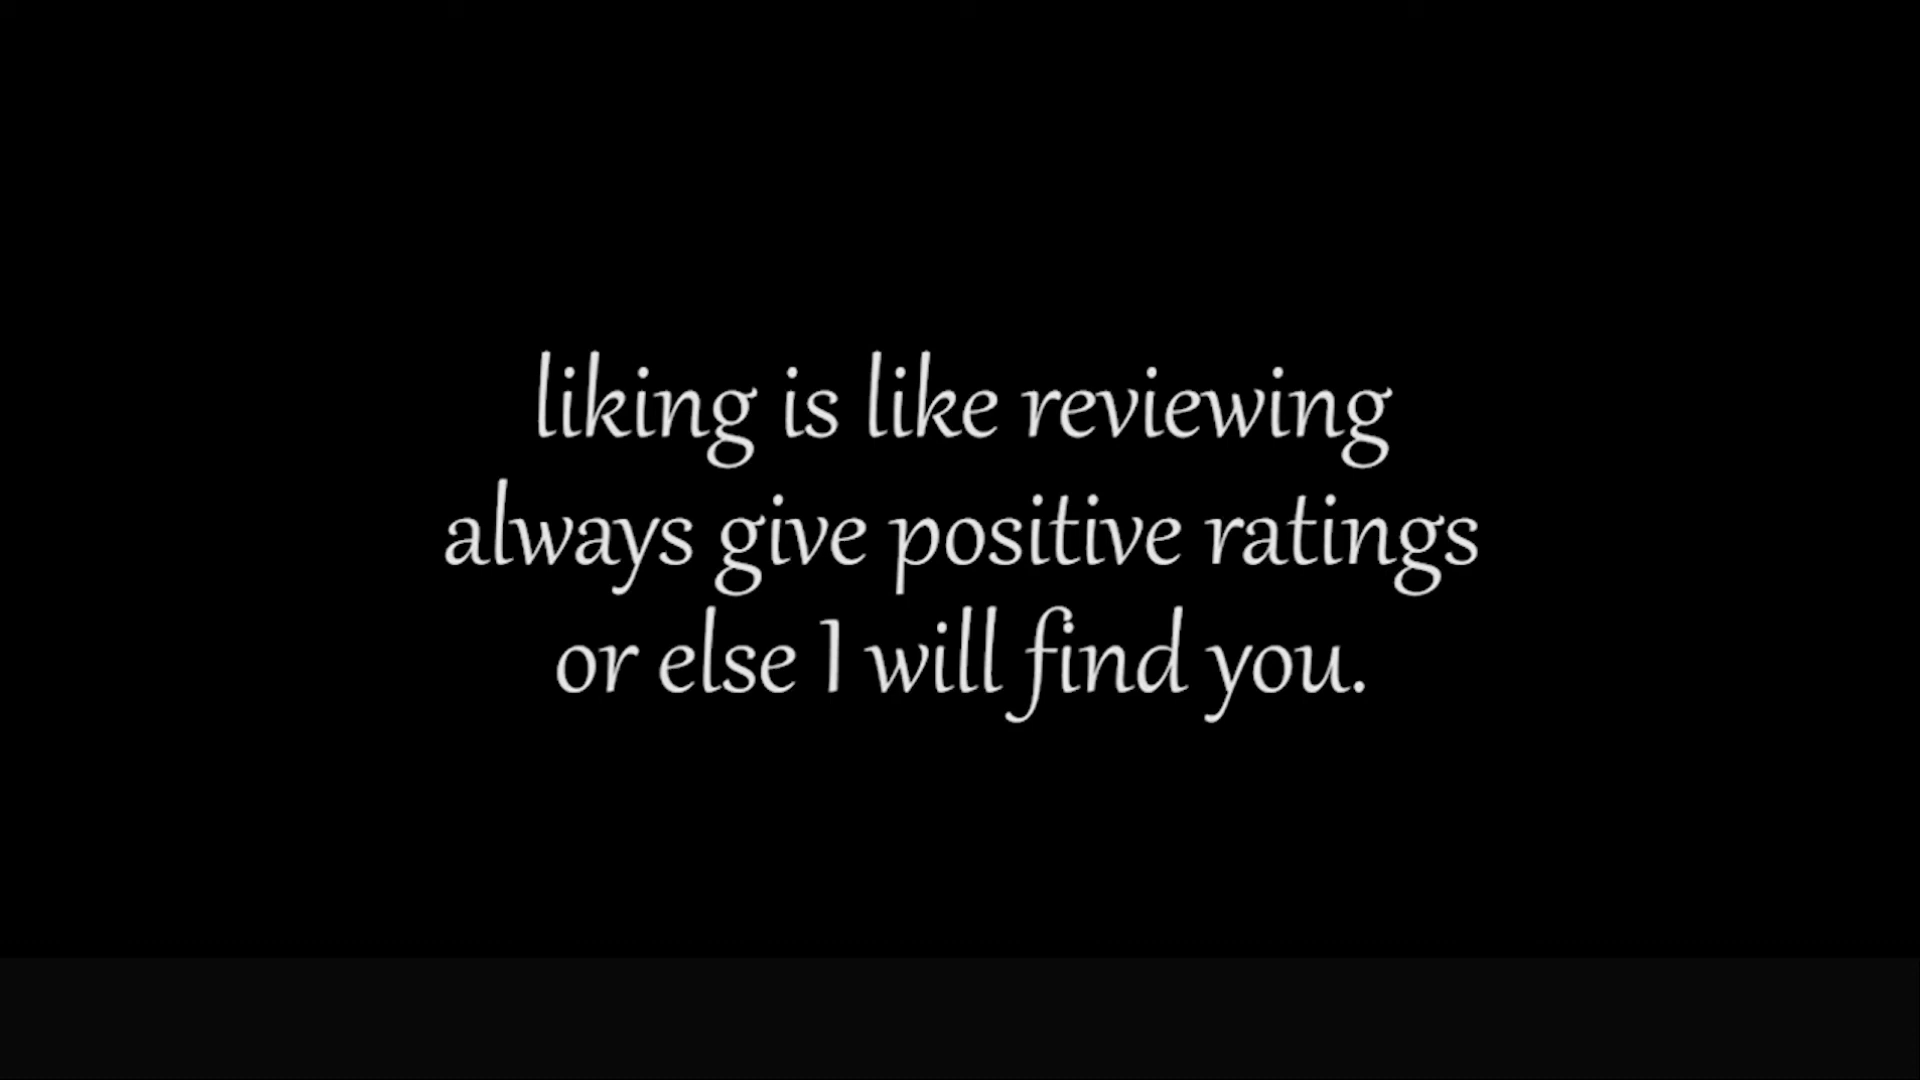 liking is like reviewing
always give positive ratings
or else I will find you.